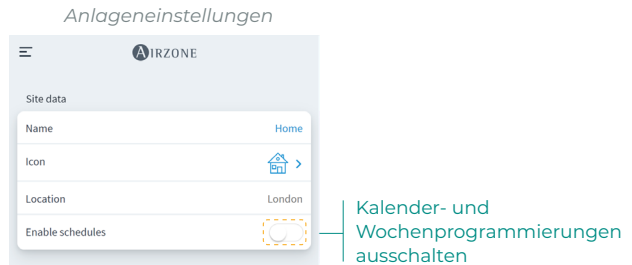 Anlageneinstellungen
AIRZONE
Site data
Name Home
Icon
Location London
Enable schedules
Kalender- und
Wochenprogrammierungen
ausschalten